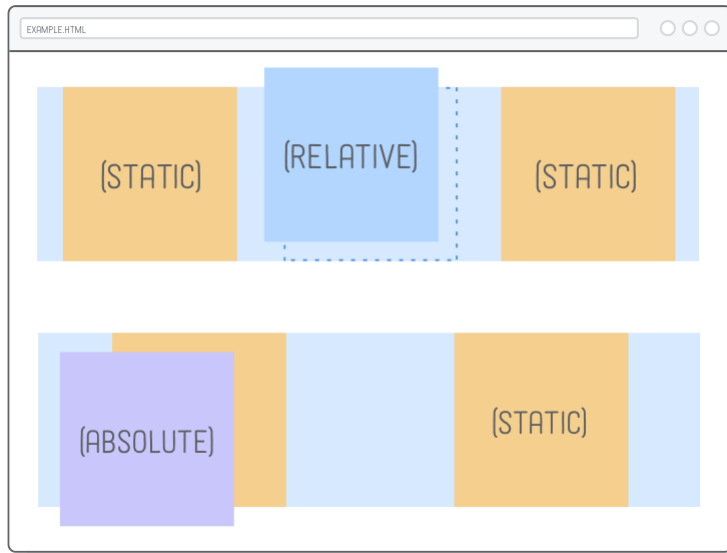 EXAMPLE.HTML
(STATIC)
(RELATIVE)
(STATIC)
(ABSOLUTE)
(STATIC)